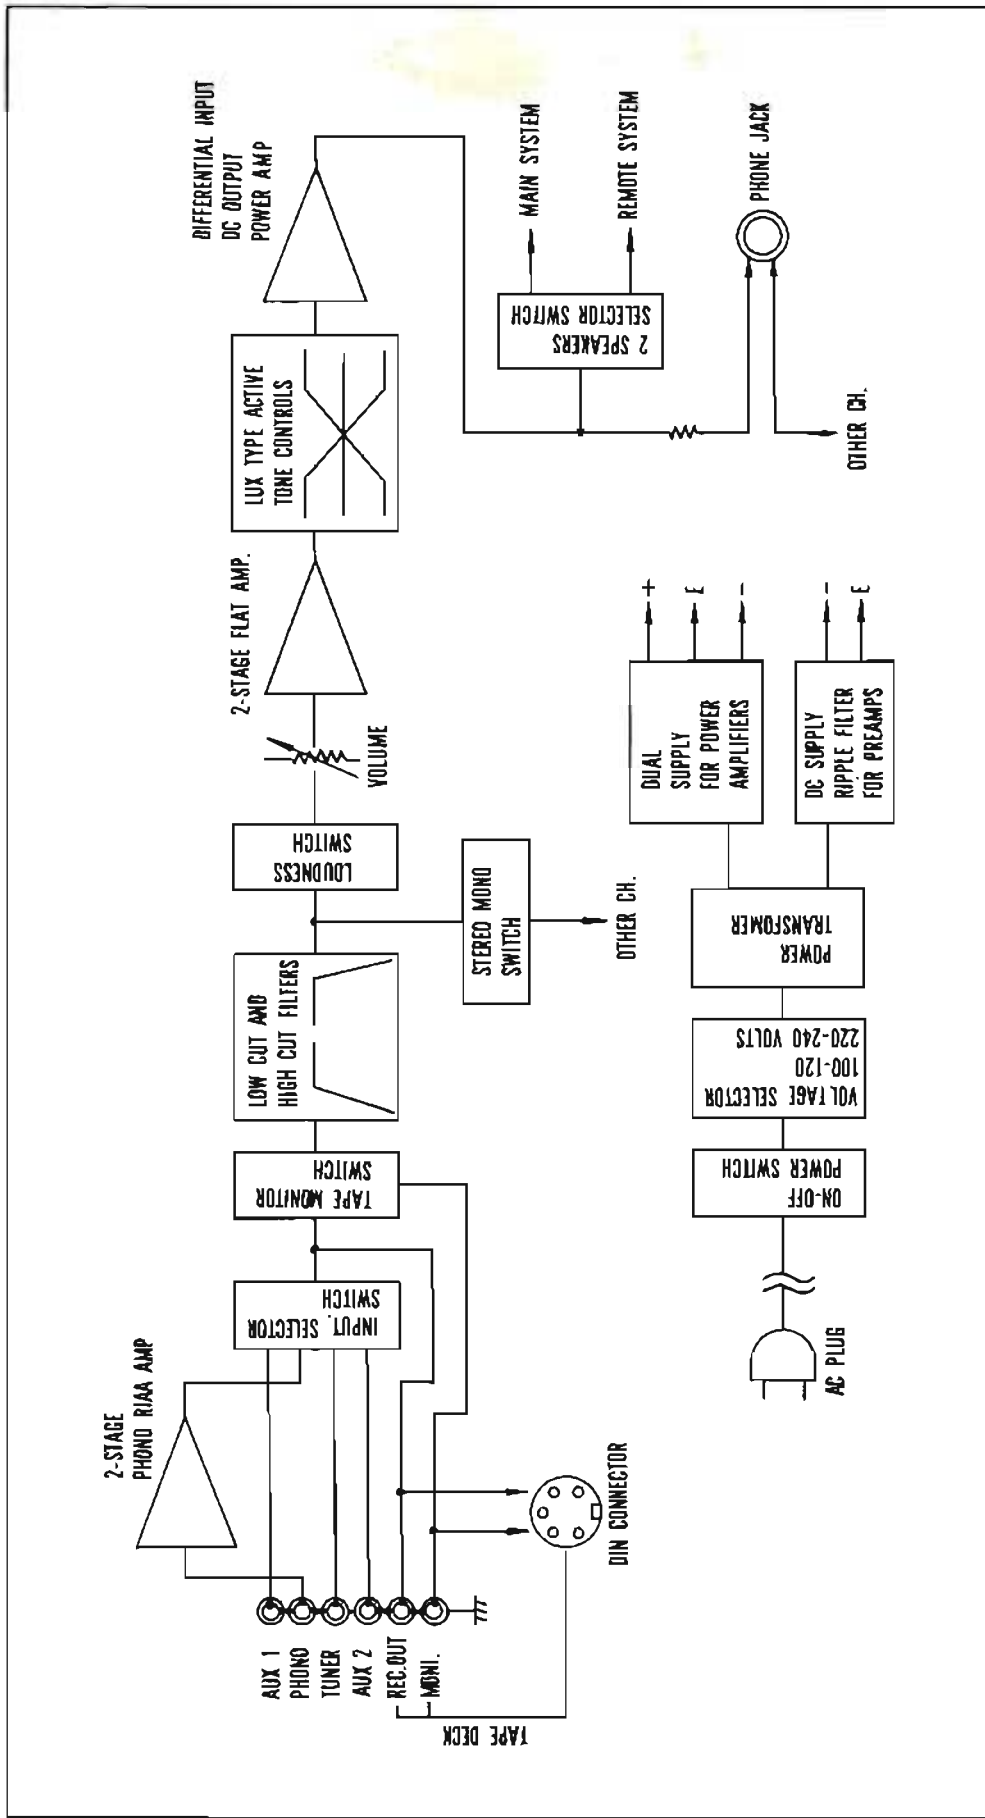 2-STAGE
PHONO RIAA AMP
AUX 1
PHONO
TUNER
AUX 2
REC.OUT
MONI.
TAPE DECK
DIN CONNECTOR
INPUT. SELECTOR
SWITCH
TAPE MONITOR
SWITCH
LOW CUT AND
HIGH CUT FILTERS
STEREO MONO
SWITCH
OTHER CH.
LOUDNESS
SWITCH
VOLUME
2-STAGE FLAT AMP.
LUX TYPE ACTIVE
TONE CONTROLS
DIFFERENTIAL INPUT
DC OUTPUT
POWER AMP
2 SPEAKERS
SELECTOR SWITCH
MAIN SYSTEM
REMOTE SYSTEM
PHONE JACK
OTHER CH.
AC PLUG
ON-OFF
POWER SWITCH
VOLTAGE SELECTOR
100-120
220-240 VOLTS
POWER
TRANSFOMER
DUAL
SUPPLY
FOR POWER
AMPLIFIERS
+
E
-
DC SUPPLY
RIPPLE FILTER
FOR PREAMPS
-
E